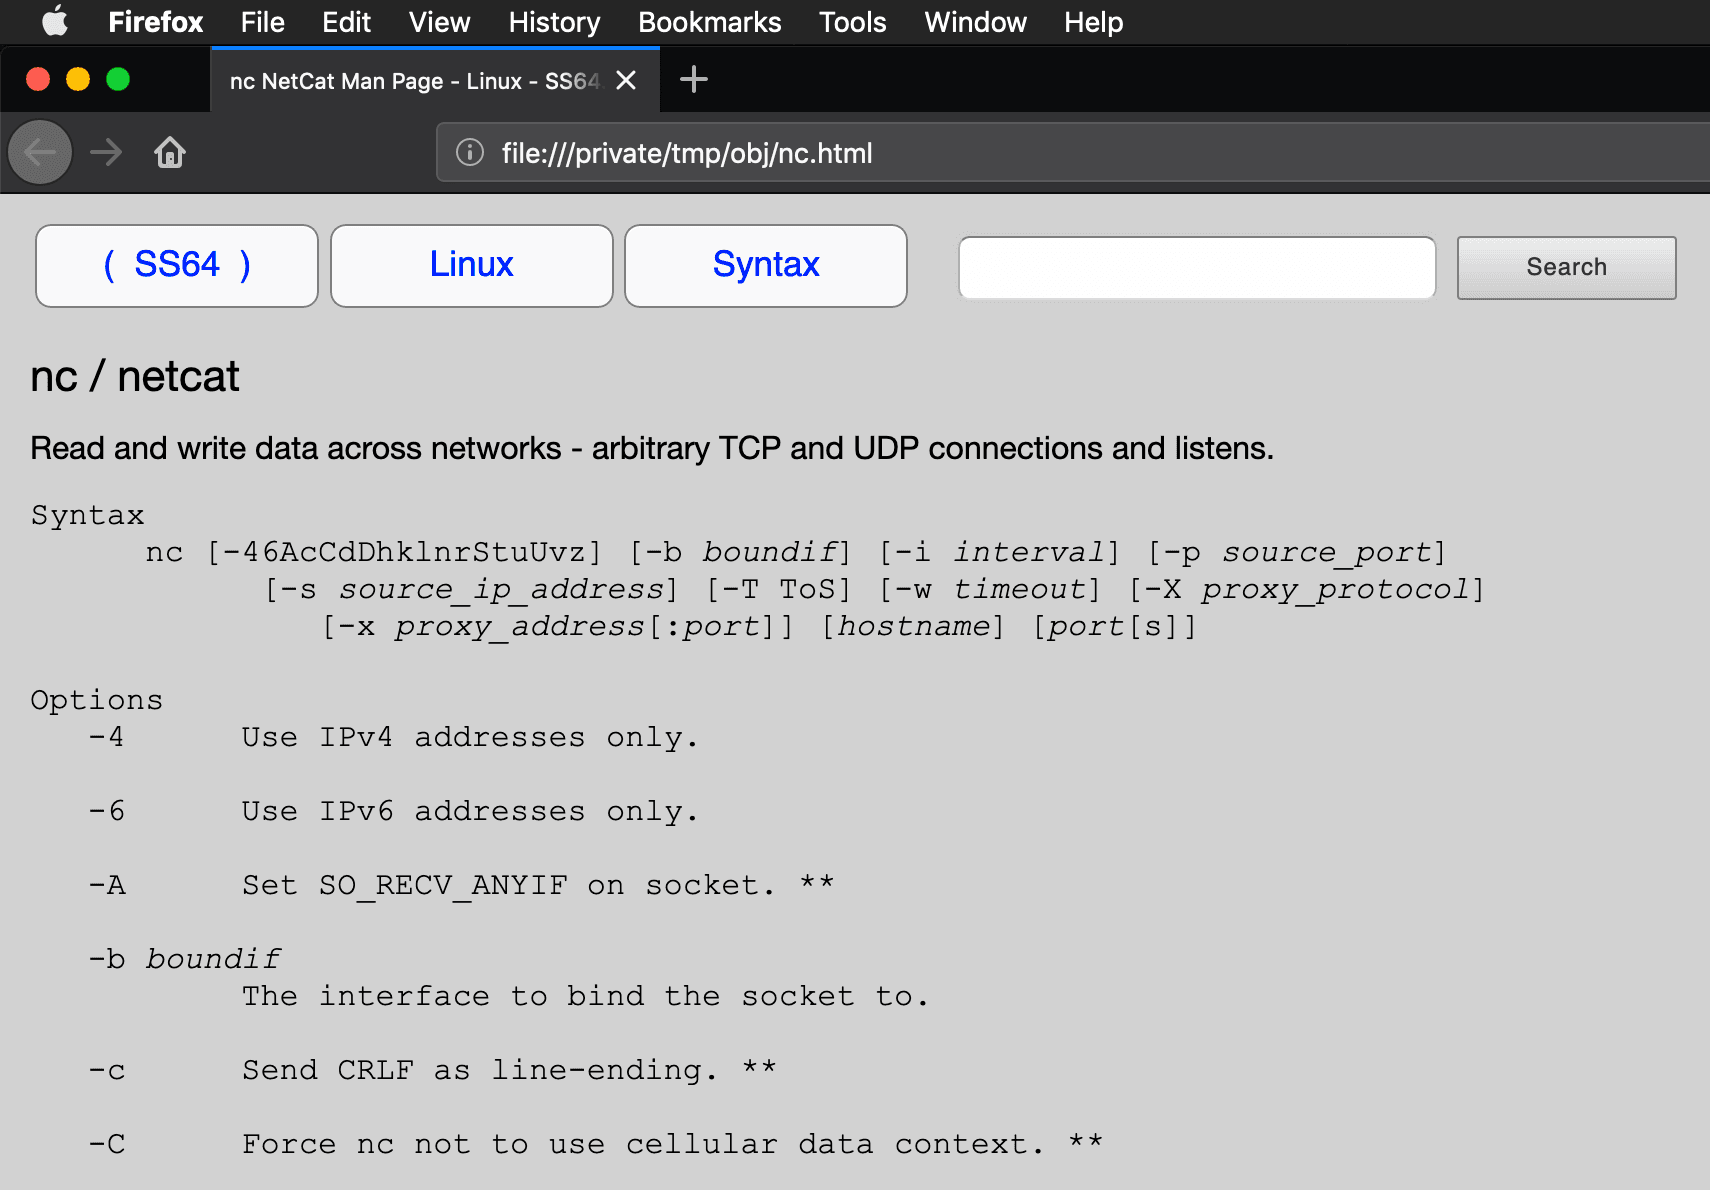 Firefox File Edit View History Bookmarks Tools Window Help
nc NetCat Man Page - Linux - SS64.
file:///private/tmp/obj/nc.html
( SS64 ) Linux Syntax Search
nc / netcat
Read and write data across networks - arbitrary TCP and UDP connections and listens.
Syntax
nc [-46AcCdDhklnrStuUvz] [-b boundif] [-i interval] [-p source_port]
[-s source_ip_address] [-T ToS] [-w timeout] [-X proxy_protocol]
[-x proxy_address[:port]] [hostname] [port[s]]
Options
-4 Use IPv4 addresses only.
-6 Use IPv6 addresses only.
-A Set SO_RECV_ANYIF on socket. **
-b boundif
The interface to bind the socket to.
-c Send CRLF as line-ending. **
-C Force nc not to use cellular data context. **